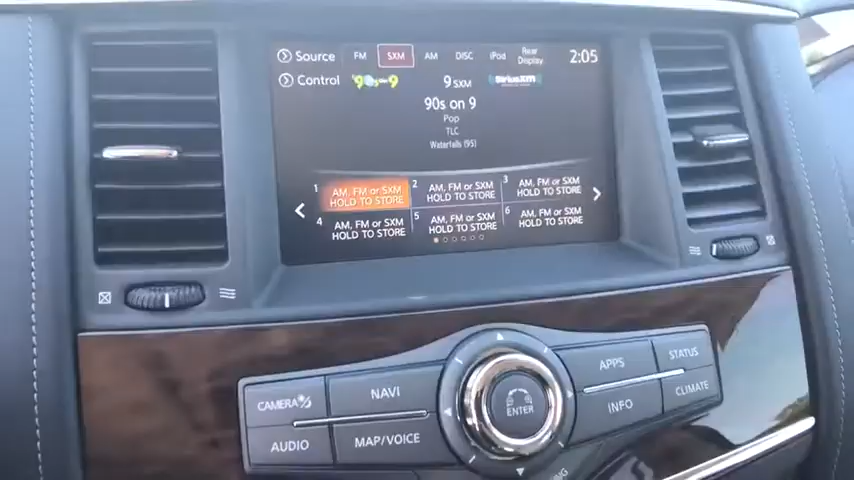 Source FM SXM AM DISC iPod Rear Display 2:05
Control 90s on 9 9 SXM SiriusXM
90s on 9
Pop
TLC
Waterfalls (95)
1 AM, FM or SXM HOLD TO STORE 2 AM, FM or SXM HOLD TO STORE 3 AM, FM or SXM HOLD TO STORE
4 AM, FM or SXM HOLD TO STORE 5 AM, FM or SXM HOLD TO STORE 6 AM, FM or SXM HOLD TO STORE
CAMERA NAVI APPS STATUS
AUDIO MAP/VOICE ENTER INFO CLIMATE